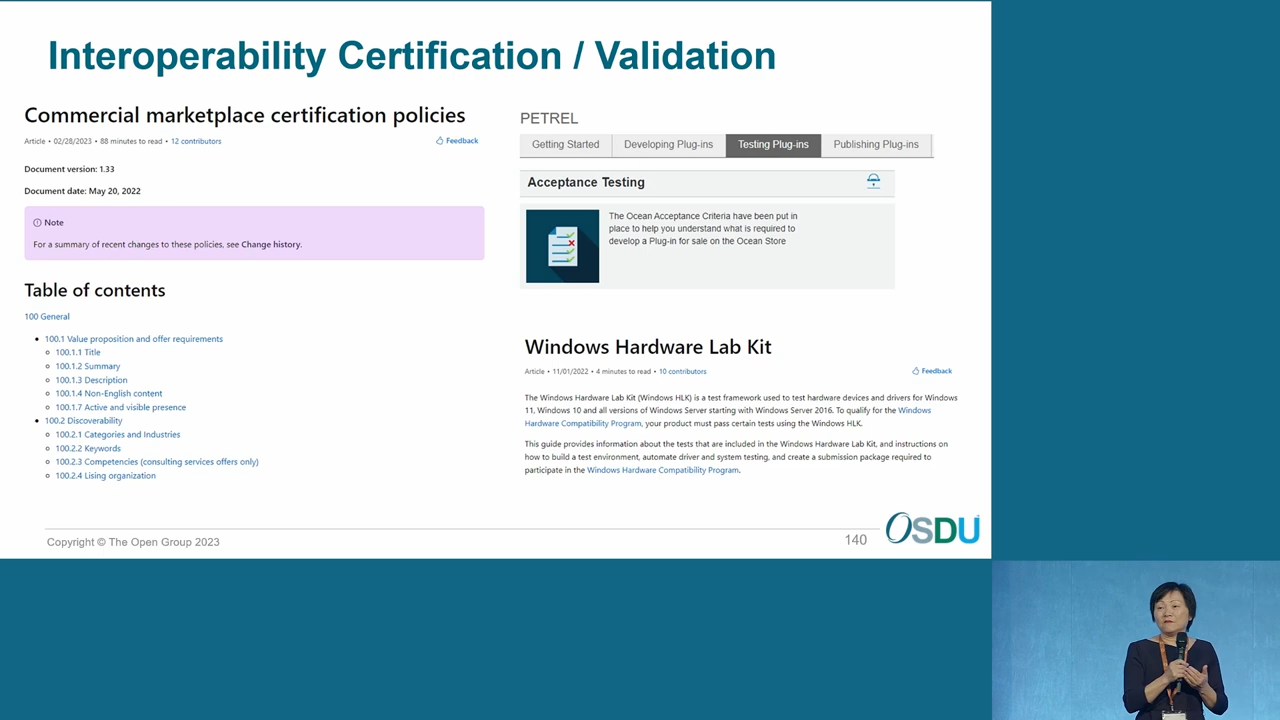 Interoperability Certification / Validation
Commercial marketplace certification policies
Article • 02/28/2023 • 88 minutes to read • 12 contributors
Feedback
Document version: 1.33
Document date: May 20, 2022
Note
For a summary of recent changes to these policies, see Change history.
Table of contents
100 General
• 100.1 Value proposition and offer requirements
100.1.1 Title
100.1.2 Summary
100.1.3 Description
100.1.4 Non-English content
100.1.7 Active and visible presence
• 100.2 Discoverability
100.2.1 Categories and Industries
100.2.2 Keywords
100.2.3 Competencies (consulting services offers only)
100.2.4 Lising organization
PETREL
Getting Started Developing Plug-ins Testing Plug-ins Publishing Plug-ins
Acceptance Testing
The Ocean Acceptance Criteria have been put in
place to help you understand what is required to
develop a Plug-in for sale on the Ocean Store
Windows Hardware Lab Kit
Article • 11/01/2022 • 4 minutes to read • 10 contributors
Feedback
The Windows Hardware Lab Kit (Windows HLK) is a test framework used to test hardware devices and drivers for Windows
11, Windows 10 and all versions of Windows Server starting with Windows Server 2016. To qualify for the Windows
Hardware Compatibility Program, your product must pass certain tests using the Windows HLK.
This guide provides information about the tests that are included in the Windows Hardware Lab Kit, and instructions on
how to build a test environment, automate driver and system testing, and create a submission package required to
participate in the Windows Hardware Compatibility Program.
Copyright © The Open Group 2023
140
OSDU